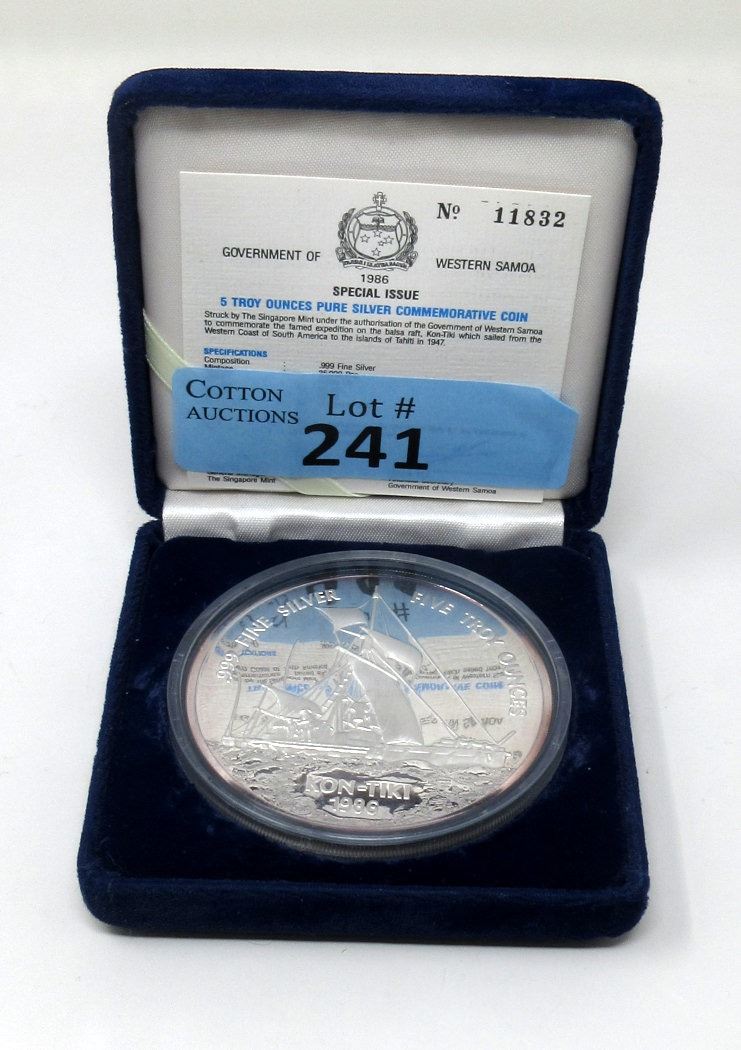 Nº 11832
GOVERNMENT OF WESTERN SAMOA
1986
SPECIAL ISSUE
5 TROY OUNCES PURE SILVER COMMEMORATIVE COIN
Struck by The Singapore Mint under the authorisation of the Government of Western Samoa
to commemorate the famed expedition on the balsa raft, Kon-Tiki which sailed from the
Western Coast of South America to the Islands of Tahiti in 1947.
SPECIFICATIONS
Composition : .999 Fine Silver
COTTON
AUCTIONS
Lot #
241
The Singapore Mint
Government of Western Samoa
.999 FINE SILVER FIVE TROY OUNCES
KON-TIKI
1986